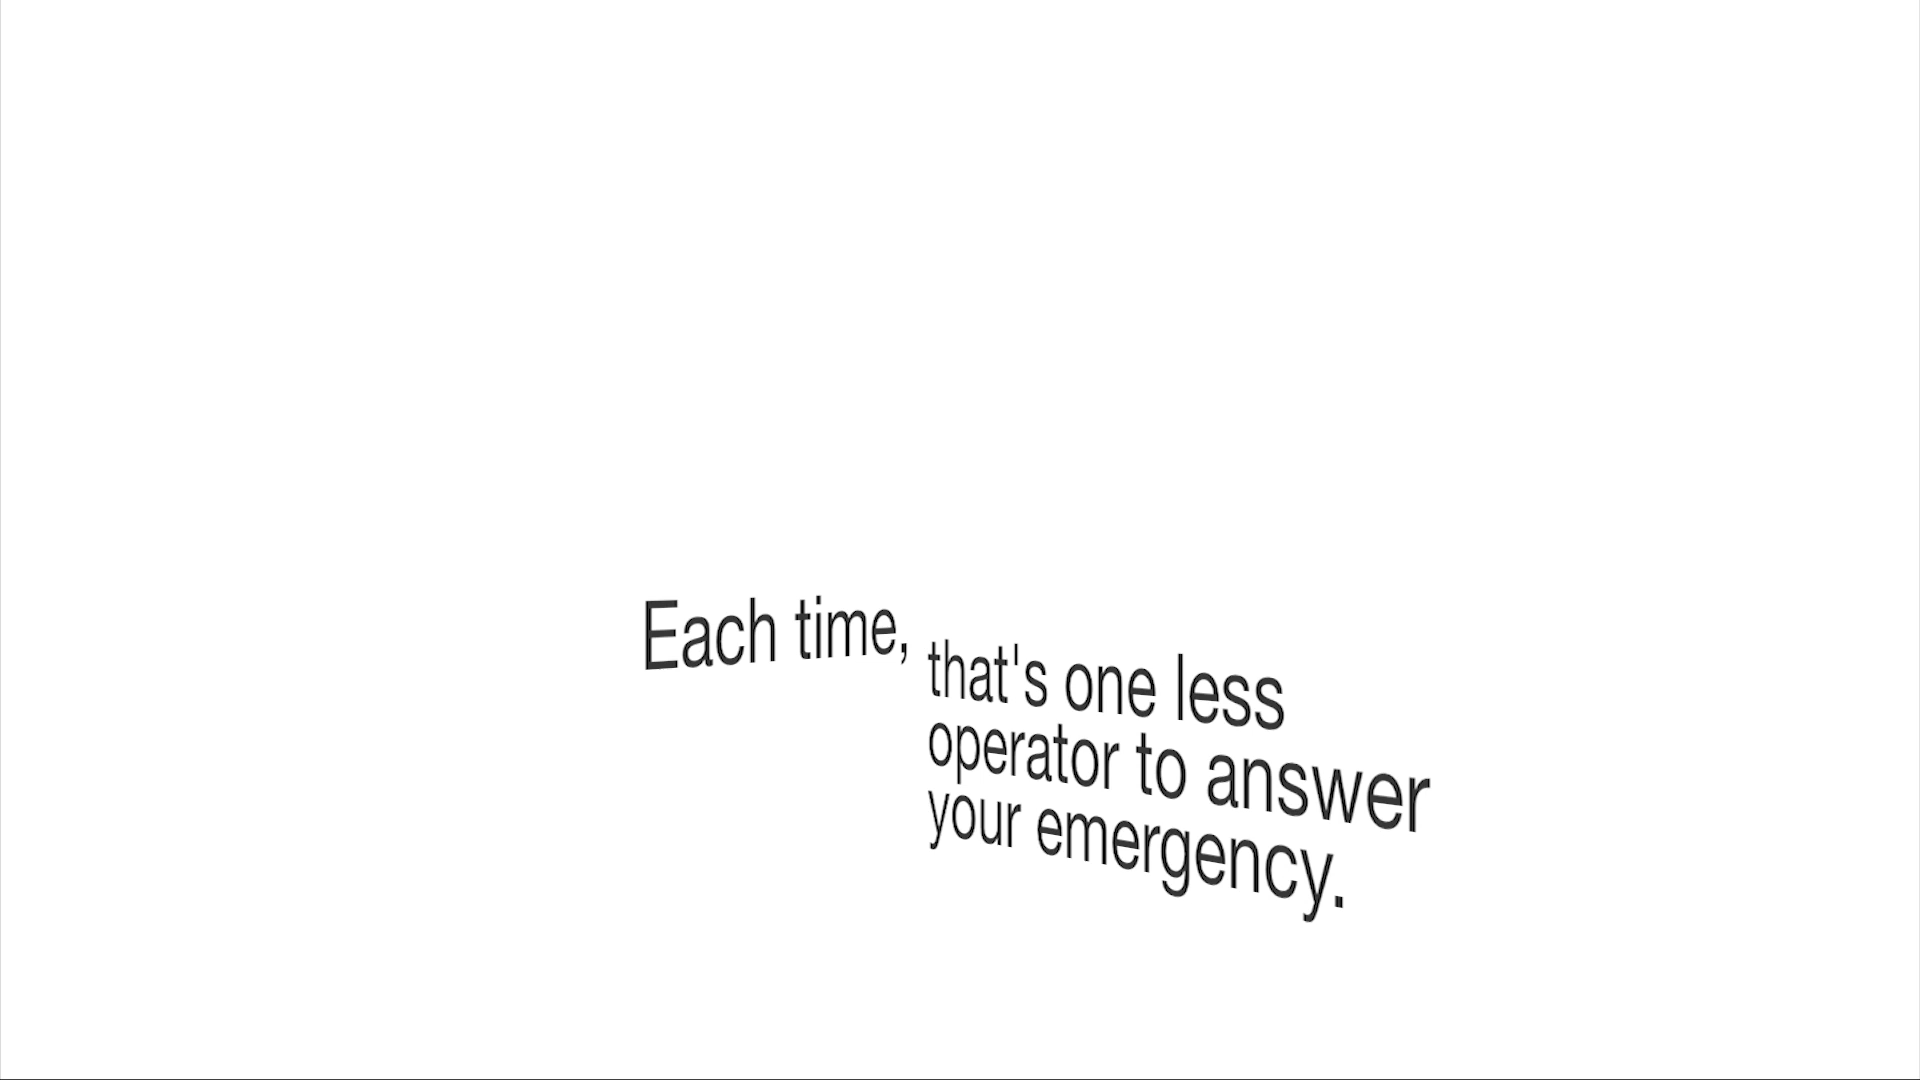 Each time,
that's one less
operator to answer
your emergency.